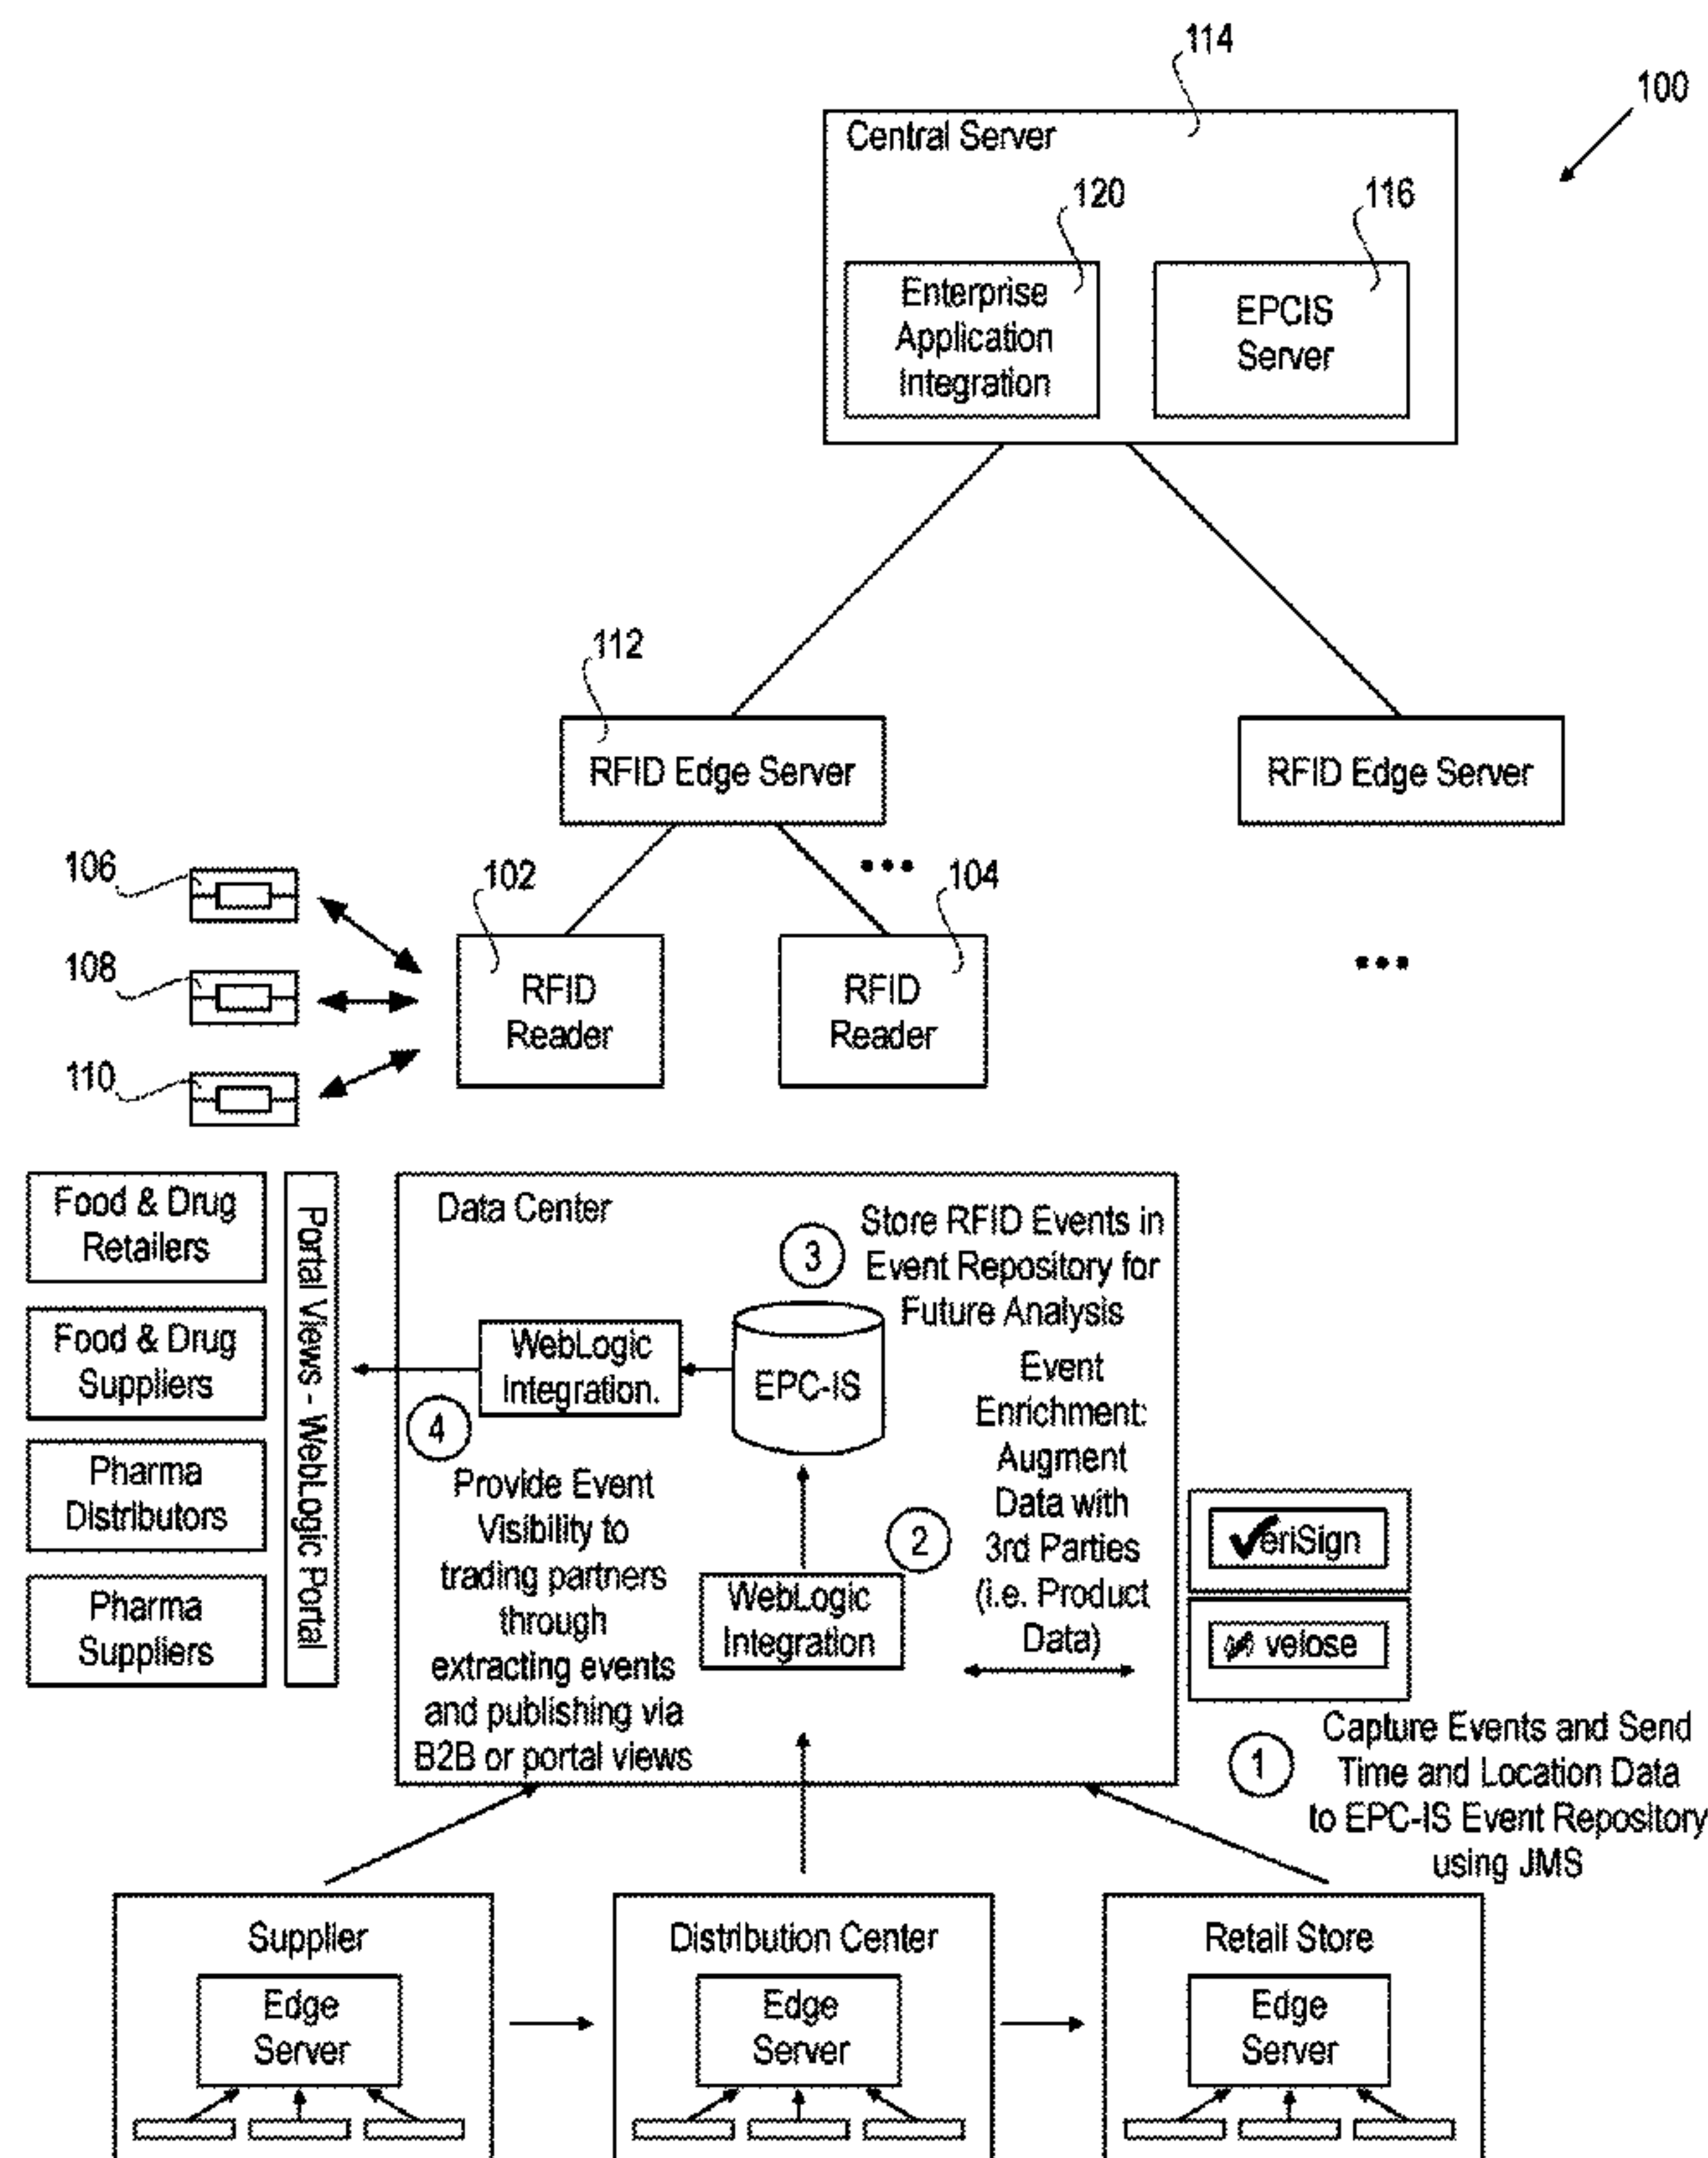 114
100
Central Server
120
116
Enterprise
Application
Integration
EPCIS
Server
112
RFID Edge Server
RFID Edge Server
106
102
104
108
RFID
Reader
RFID
Reader
110
Food & Drug
Retailers
Food & Drug
Suppliers
Pharma
Distributors
Pharma
Suppliers
Portal Views - WebLogic Portal
Data Center
3
Store RFID Events in
Event Repository for
Future Analysis
WebLogic
Integration.
EPC-IS
4
Provide Event
Visibility to
trading partners
through
extracting events
and publishing via
B2B or portal views
Event
Enrichment:
Augment
Data with
3rd Parties
(i.e. Product
Data)
2
WebLogic
Integration
VeriSign
velose
1
Capture Events and Send
Time and Location Data
to EPC-IS Event Repository
using JMS
Supplier
Edge
Server
Distribution Center
Edge
Server
Retail Store
Edge
Server